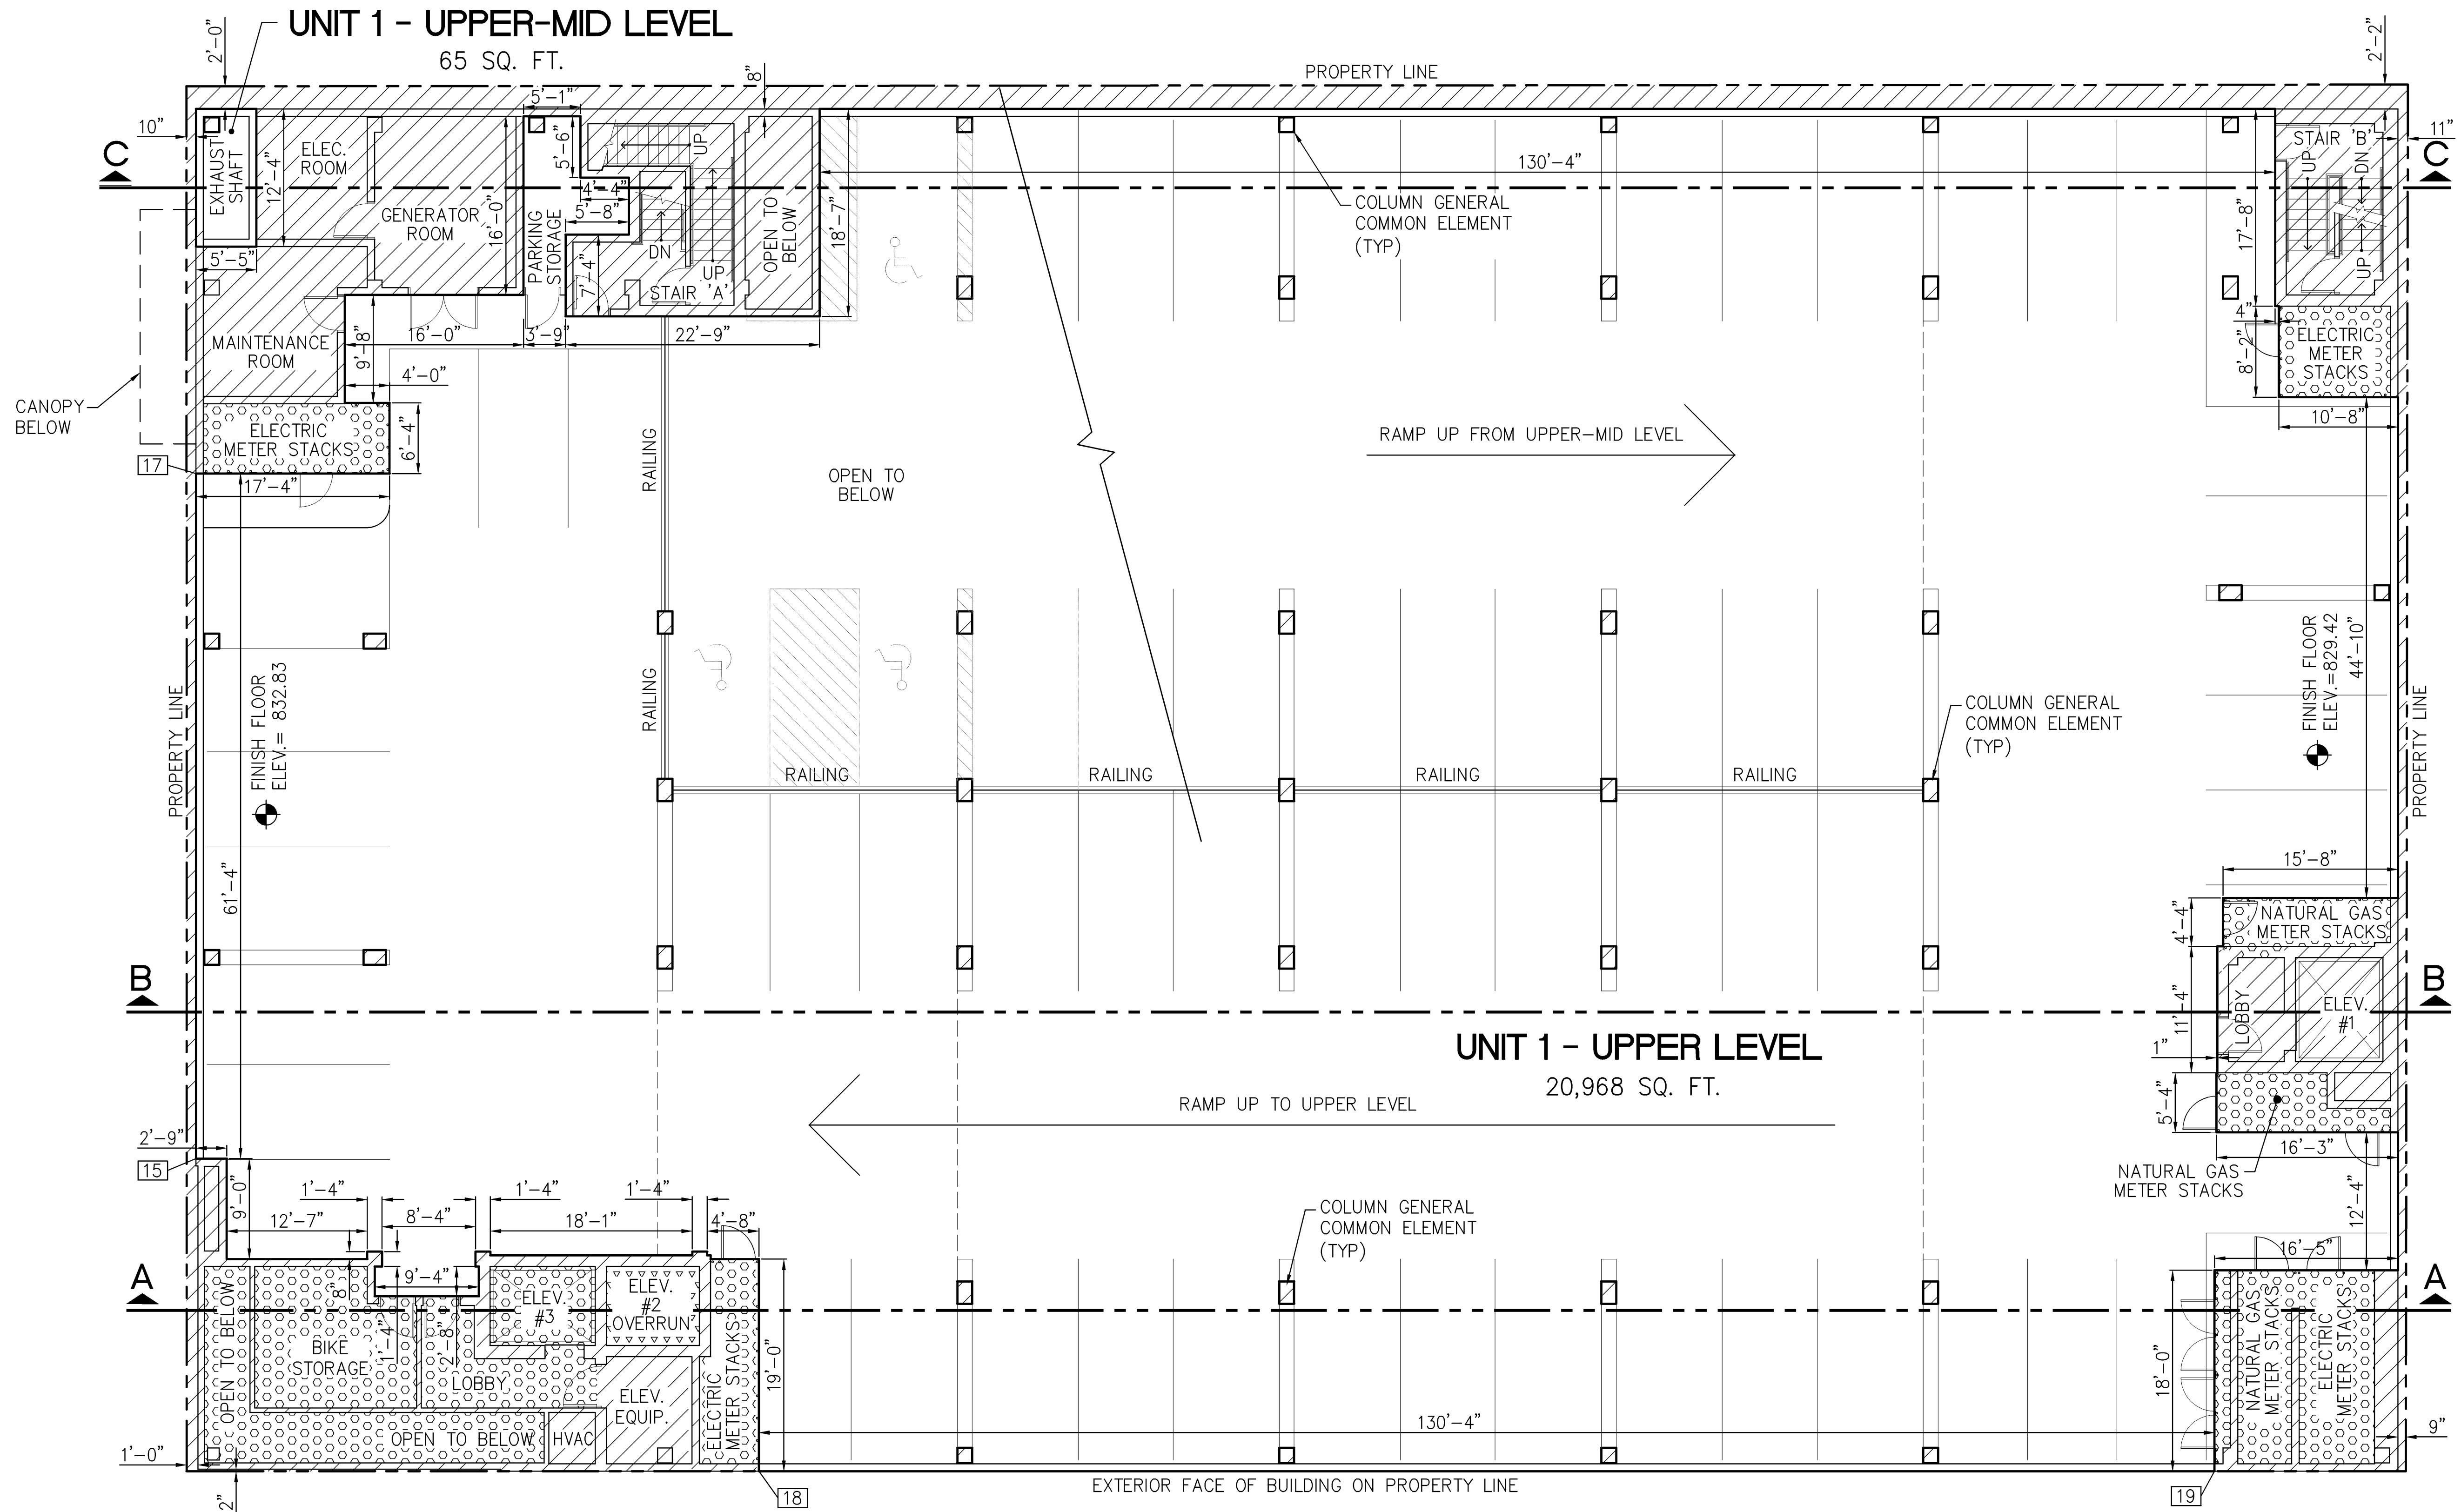 UNIT 1 - UPPER-MID LEVEL
65 SQ. FT.
2'-0"
2'-2"
8"
PROPERTY LINE
5'-1"
10"
11"
C
C
EXHAUST
SHAFT
12'-4"
ELEC.
ROOM
GENERATOR
ROOM
16'-0"
5'-6"
4'-4"
5'-8"
PARKING
STORAGE
7'-4"
UP
DN
UP
STAIR 'A'
OPEN TO
BELOW
18'-7"
130'-4"
COLUMN GENERAL
COMMON ELEMENT
(TYP)
STAIR 'B'
UP
DN
UP
17'-8"
4"
8'-2"
ELECTRIC
METER
STACKS
10'-8"
5'-5"
MAINTENANCE
ROOM
9'-8"
16'-0"
3'-9"
22'-9"
4'-0"
CANOPY
BELOW
ELECTRIC
METER STACKS
6'-4"
17
17'-4"
RAILING
OPEN TO
BELOW
RAMP UP FROM UPPER-MID LEVEL
PROPERTY LINE
FINISH FLOOR
ELEV.= 832.83
61'-4"
RAILING
RAILING
RAILING
RAILING
RAILING
COLUMN GENERAL
COMMON ELEMENT
(TYP)
FINISH FLOOR
ELEV.=829.42
44'-10"
PROPERTY LINE
15'-8"
4'-4"
NATURAL GAS
METER STACKS
B
B
11'-4"
LOBBY
ELEV.
#1
1"
5'-4"
16'-3"
NATURAL GAS
METER STACKS
12'-4"
UNIT 1 - UPPER LEVEL
20,968 SQ. FT.
RAMP UP TO UPPER LEVEL
2'-9"
15
9'-0"
1'-4"
1'-4"
1'-4"
12'-7"
8'-4"
18'-1"
4'-8"
COLUMN GENERAL
COMMON ELEMENT
(TYP)
16'-5"
A
A
8"
9'-4"
1'-4"
2'-8"
OPEN TO BELOW
BIKE
STORAGE
LOBBY
ELEV.
#3
ELEV.
#2
OVERRUN
ELEV.
EQUIP.
ELECTRIC
METER STACKS
19'-0"
18'-0"
NATURAL GAS
METER STACKS
ELECTRIC
METER STACKS
130'-4"
OPEN TO BELOW
HVAC
1'-0"
9"
2"
EXTERIOR FACE OF BUILDING ON PROPERTY LINE
18
19